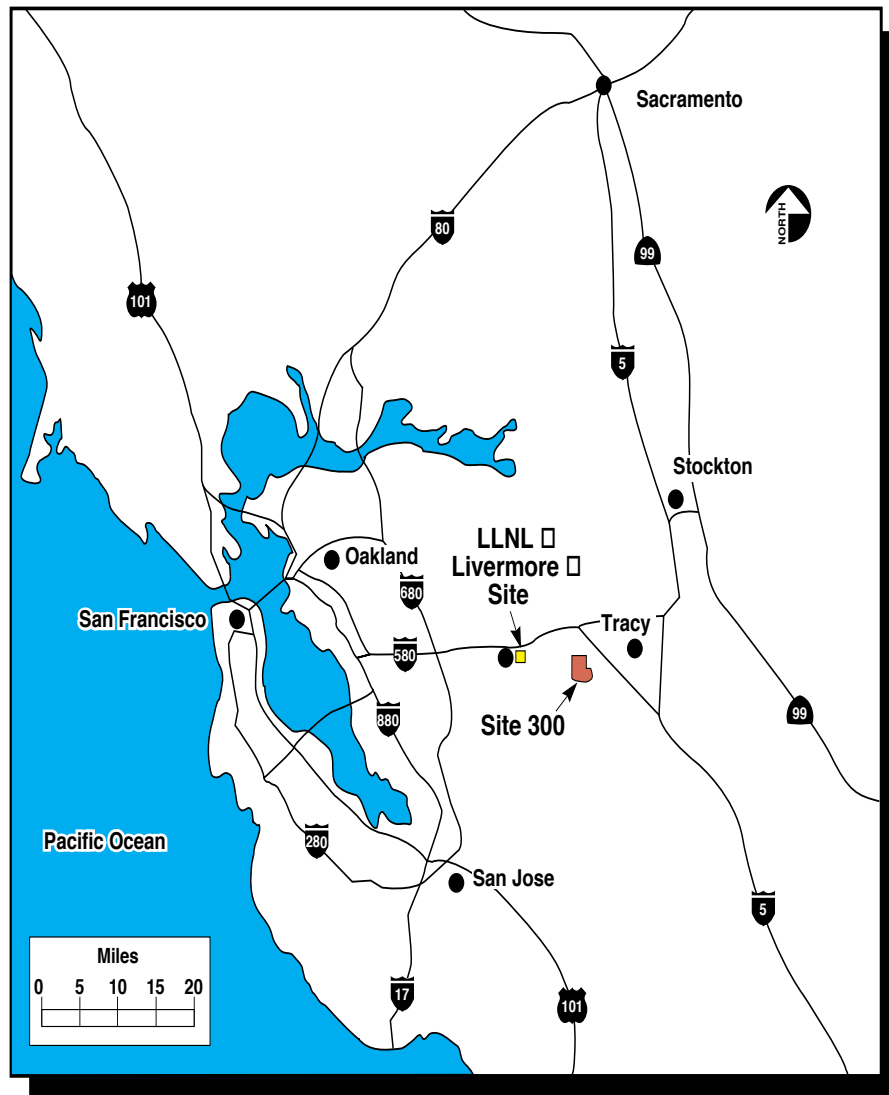 Sacramento
NORTH
80
99
101
5
Stockton
LLNL □
Livermore □
Site
Oakland
680
San Francisco
Tracy
580
Site 300
880
99
Pacific Ocean
280
San Jose
5
Miles
0 5 10 15 20
17
101